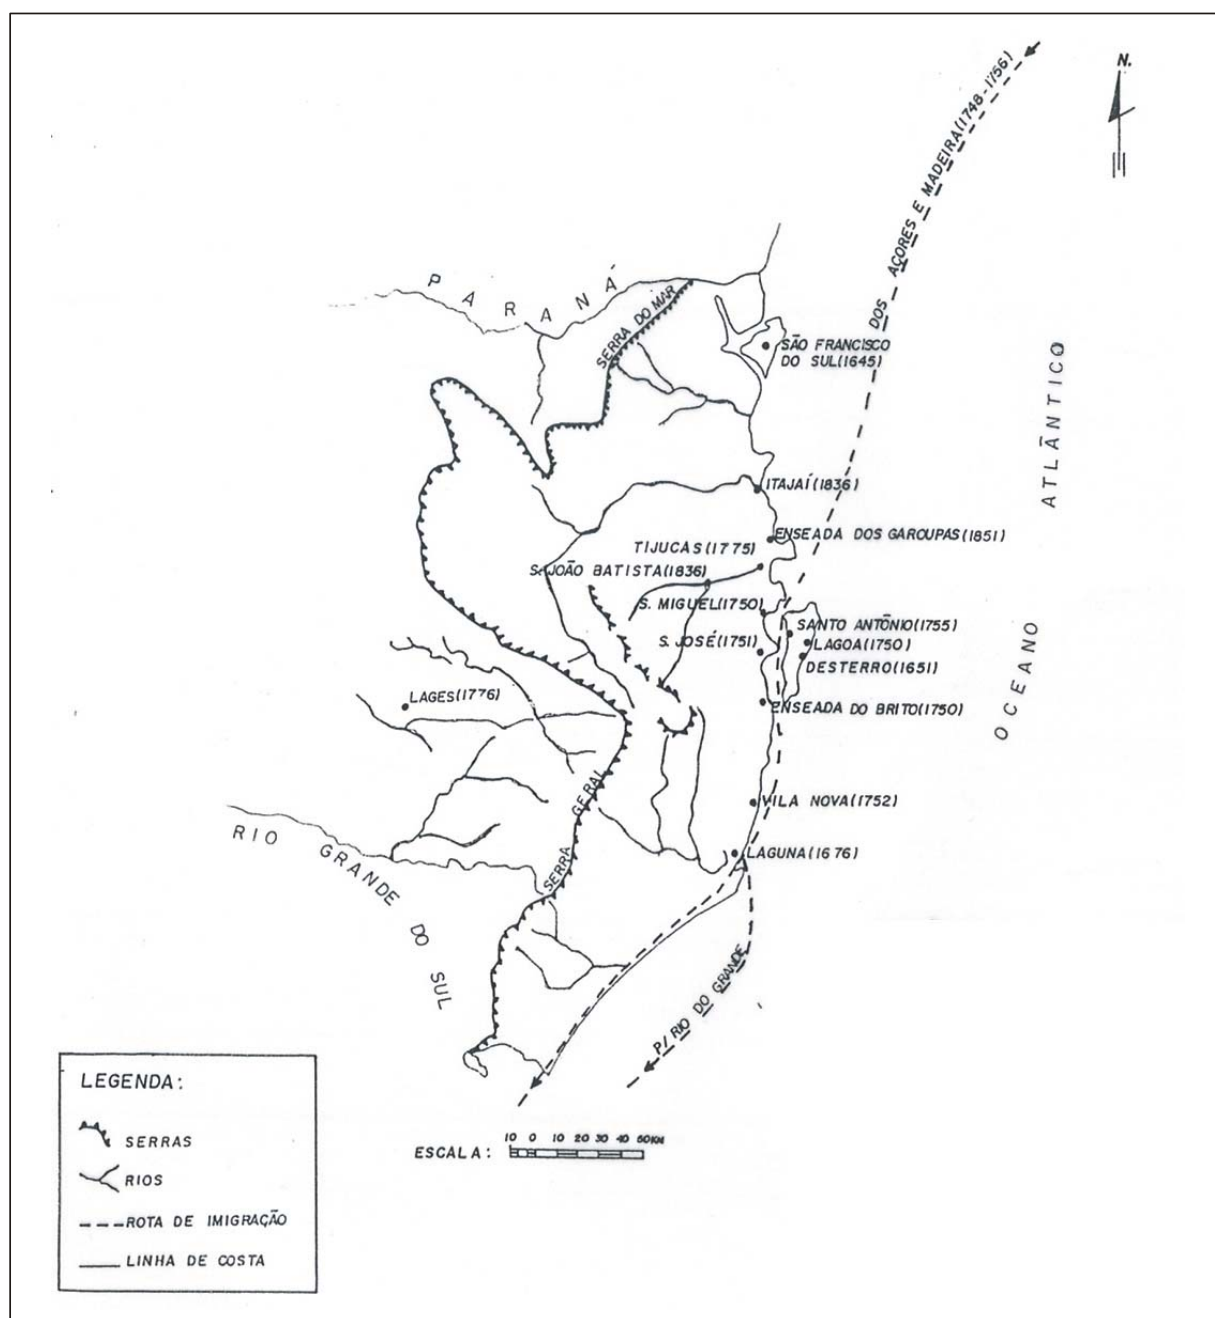 N.
DOS AÇORES E MADEIRA(1748-1756)
PARANÁ
SERRA DO MAR
SÃO FRANCISCO
DO SUL(1645)
OCEANO ATLÂNTICO
ITAJAÍ(1836)
ENSEADA DOS GAROUPAS(1851)
TIJUCAS(1775)
S. JOÃO BATISTA(1836)
S. MIGUEL(1750)
SANTO ANTÔNIO(1755)
S. JOSÉ(1751)
LAGOA(1750)
DESTERRO(1651)
LAGES(1776)
ENSEADA DO BRITO(1750)
VILA NOVA(1752)
SERRA GERAL
LAGUNA(1676)
RIO GRANDE DO SUL
P/ RIO DO GRANDE
LEGENDA:
SERRAS
RIOS
ROTA DE IMIGRAÇÃO
LINHA DE COSTA
ESCALA: 10 0 10 20 30 40 50KM